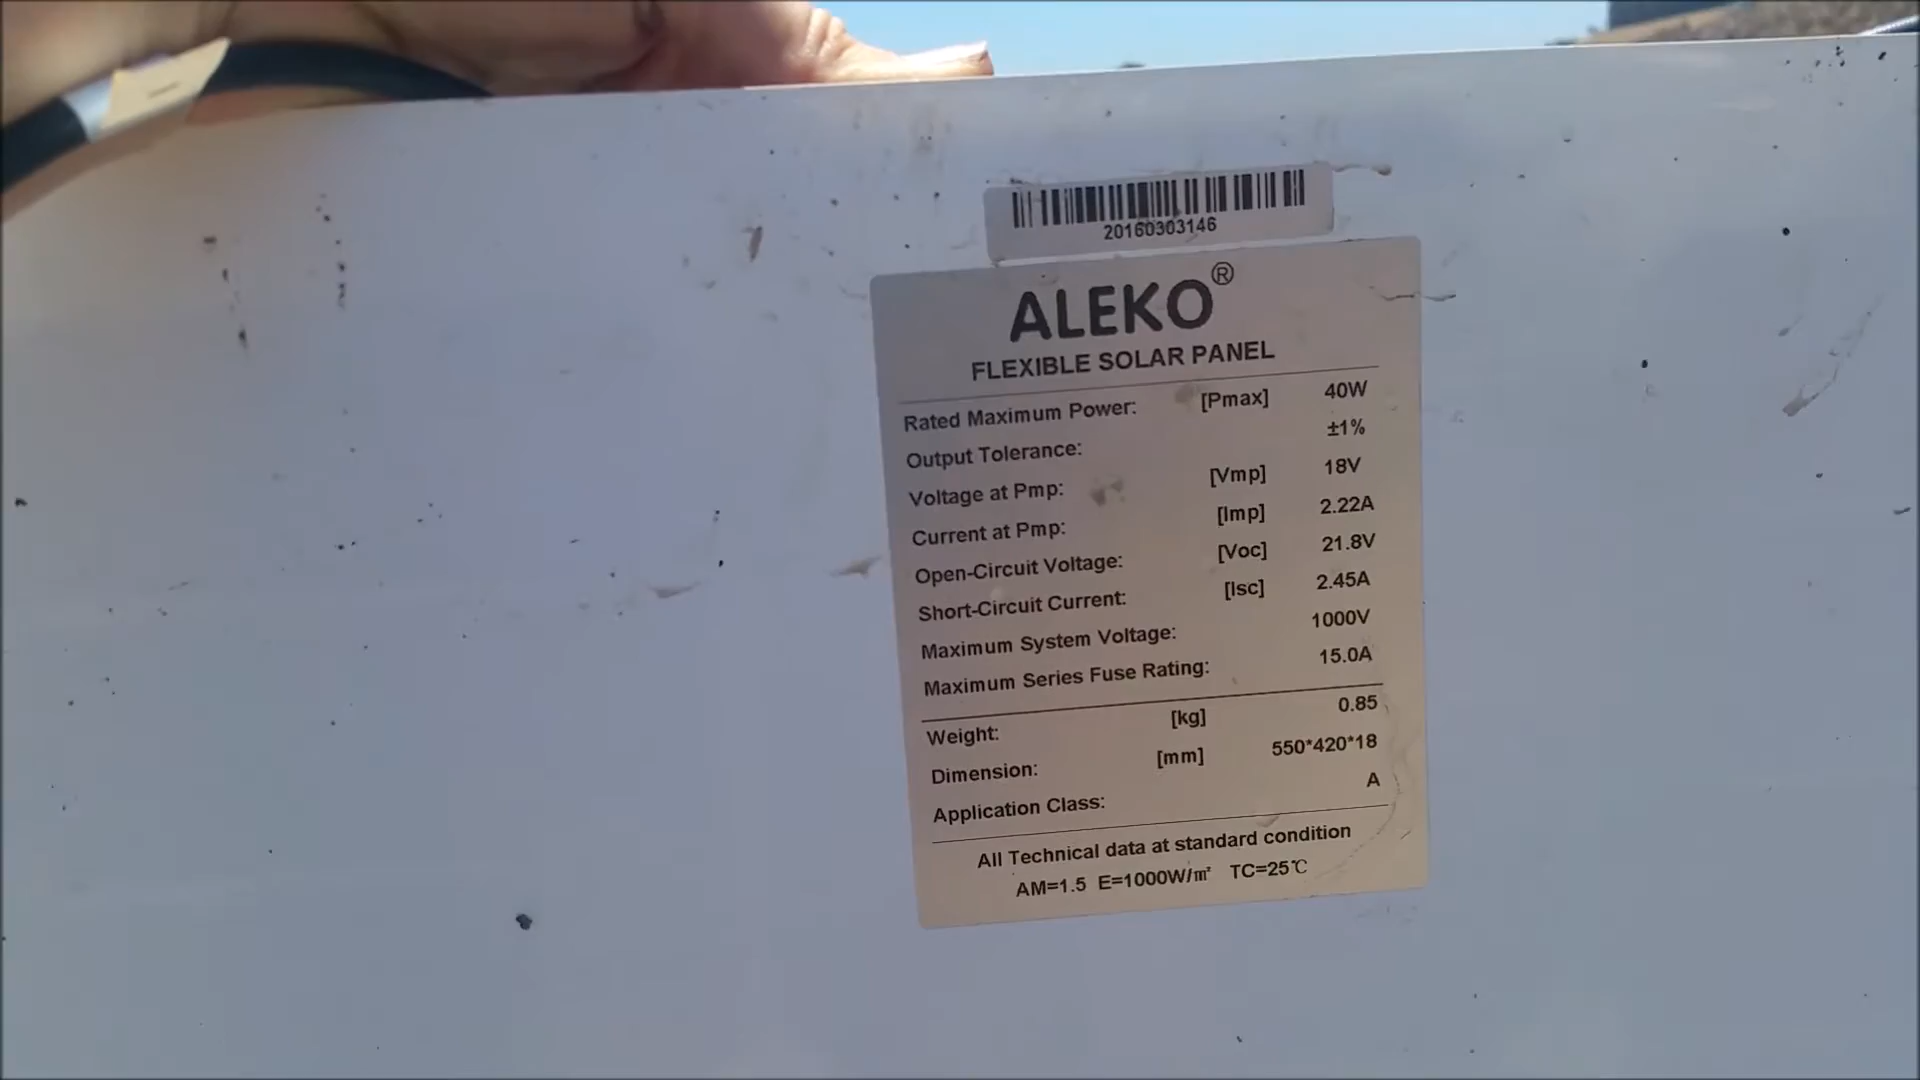 20160303146
ALEKO®
FLEXIBLE SOLAR PANEL
Rated Maximum Power: [Pmax] 40W
Output Tolerance: ±1%
Voltage at Pmp: [Vmp] 18V
Current at Pmp: [Imp] 2.22A
Open-Circuit Voltage: [Voc] 21.8V
Short-Circuit Current: [Isc] 2.45A
Maximum System Voltage: 1000V
Maximum Series Fuse Rating: 15.0A
Weight: [kg] 0.85
Dimension: [mm] 550*420*18
Application Class: A
All Technical data at standard condition
AM=1.5 E=1000W/㎡ TC=25℃